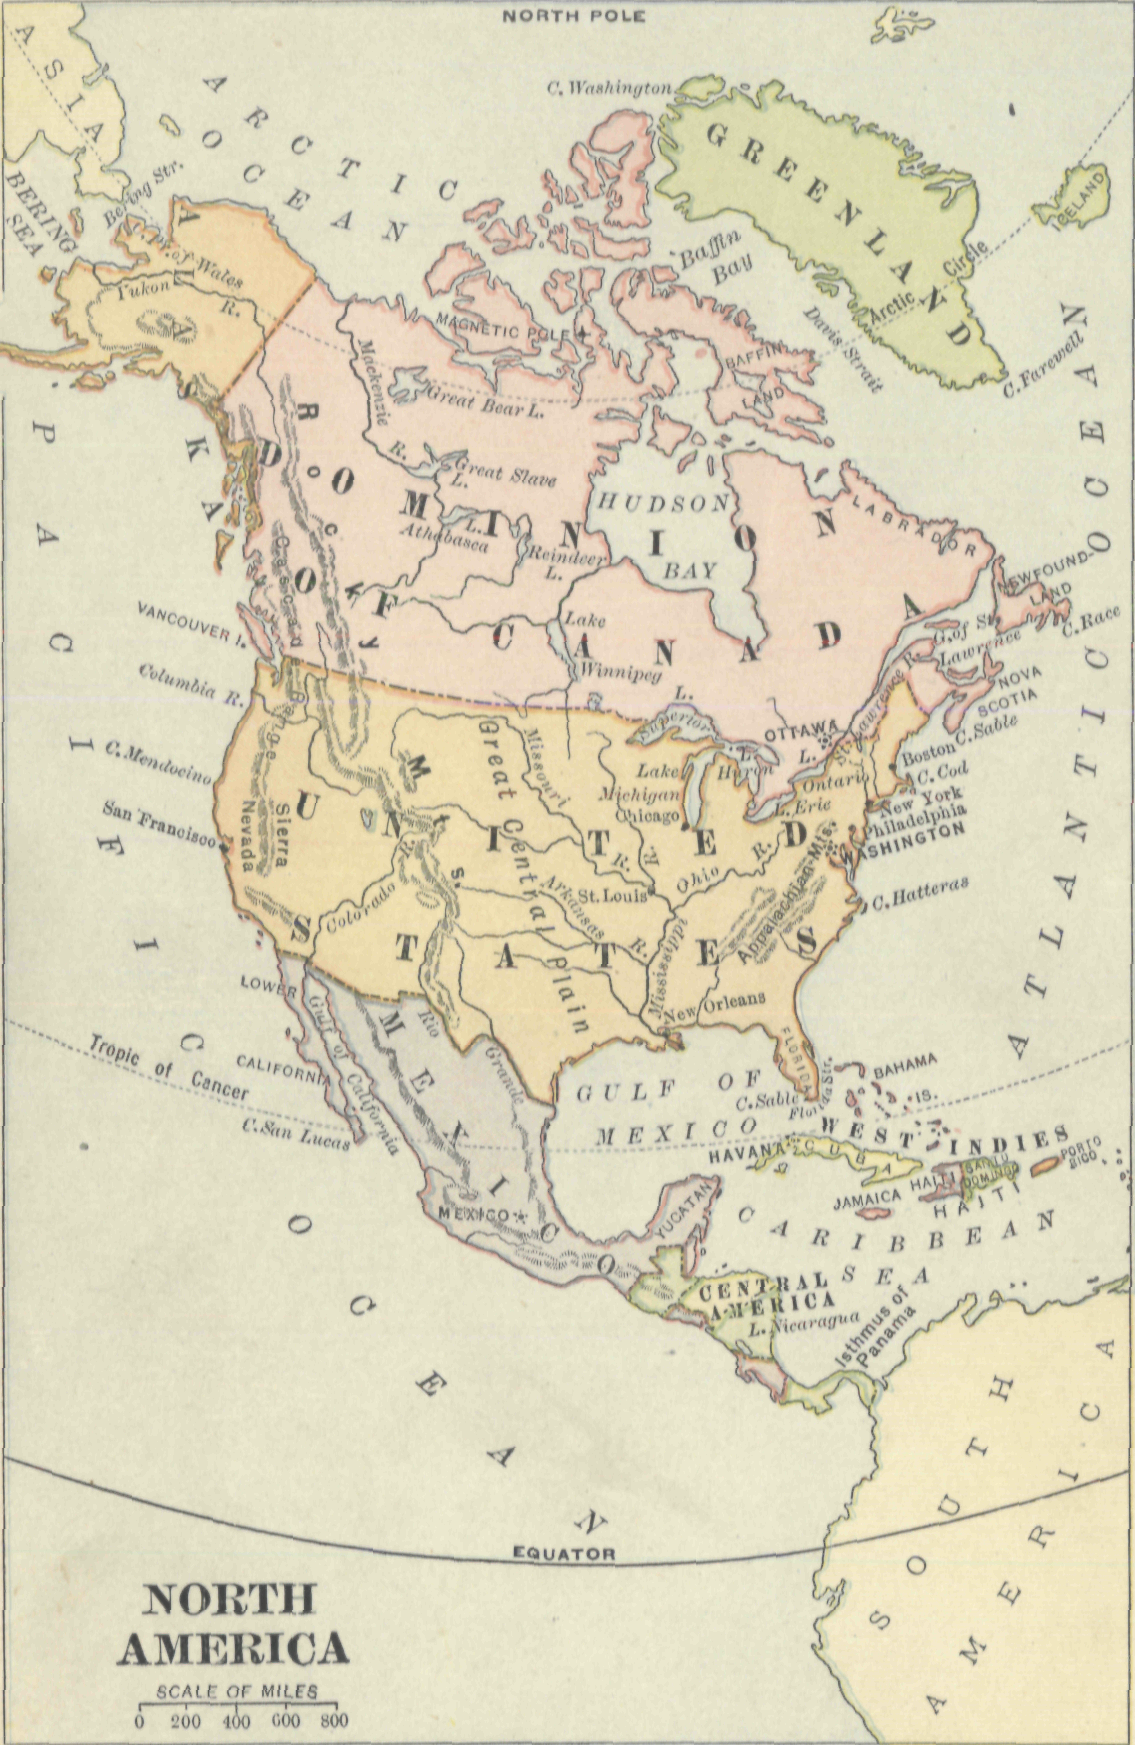 NORTH POLE
ASIA
ARCTIC
OCEAN
C. Washington
GREENLAND
ICELAND
BERING
SEA
Bering Str.
C. Pr. of Wales
Yukon
R.
ALASKA
Baffin
Bay
Arctic Circle
Davis Strait
C. Farewell
MAGNETIC POLE
BAFFIN
LAND
Mackenzie
R.
Great Bear L.
Great Slave
L.
L.
Athabasca
Reindeer
L.
HUDSON
BAY
LABRADOR
DOMINION
OF CANADA
ROCKY
MTS.
Cascade
Range
NEWFOUND-
LAND
C. Race
G. of St.
Lawrence
St. Lawrence R.
NOVA
SCOTIA
C. Sable
VANCOUVER I.
Columbia R.
Lake
Winnipeg
L.
Superior
OTTAWA
L.
Huron
L.
Ontario
L. Erie
Lake
Michigan
Chicago
Boston
C. Cod
New York
Philadelphia
WASHINGTON
C. Hatteras
C. Mendocino
San Francisco
Sierra
Nevada
Great Central Plain
Missouri
R.
R.
UNITED
STATES
Colorado
R.
Arkansas
R.
St. Louis
Ohio
R.
Appalachian Mts.
Mississippi
New Orleans
FLORIDA
C. Sable
Florida Str.
BAHAMA
IS.
PACIFIC
OCEAN
ATLANTIC OCEAN
LOWER
CALIFORNIA
Gulf of California
Rio
Grande
MEXICO
Tropic of Cancer
C. San Lucas
GULF OF
MEXICO
WEST INDIES
HAVANA
CUBA
HAITI
SANTO
DOMINGO
PORTO
RICO
JAMAICA
HAITI
MEXICO
YUCATAN
CARIBBEAN
SEA
CENTRAL
AMERICA
L. Nicaragua
Isthmus of
Panama
SOUTH
AMERICA
EQUATOR
NORTH
AMERICA
SCALE OF MILES
0 200 400 600 800